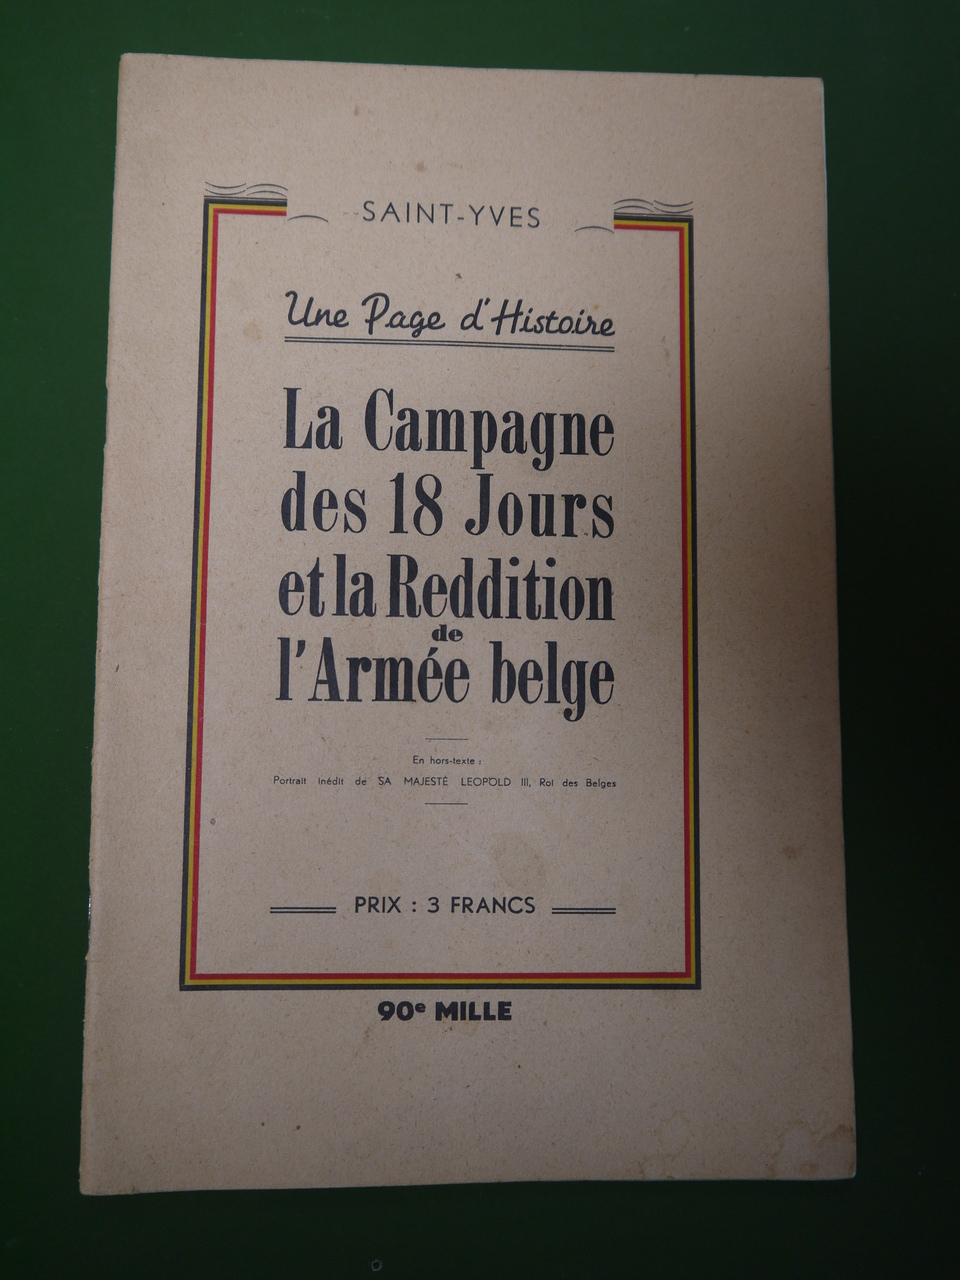 SAINT-YVES
Une Page d'Histoire
La Campagne
des 18 Jours
et la Reddition
de
l'Armée belge
En hors-texte :
Portrait inédit de SA MAJESTÉ LEOPOLD III, Roi des Belges
PRIX : 3 FRANCS
90e MILLE